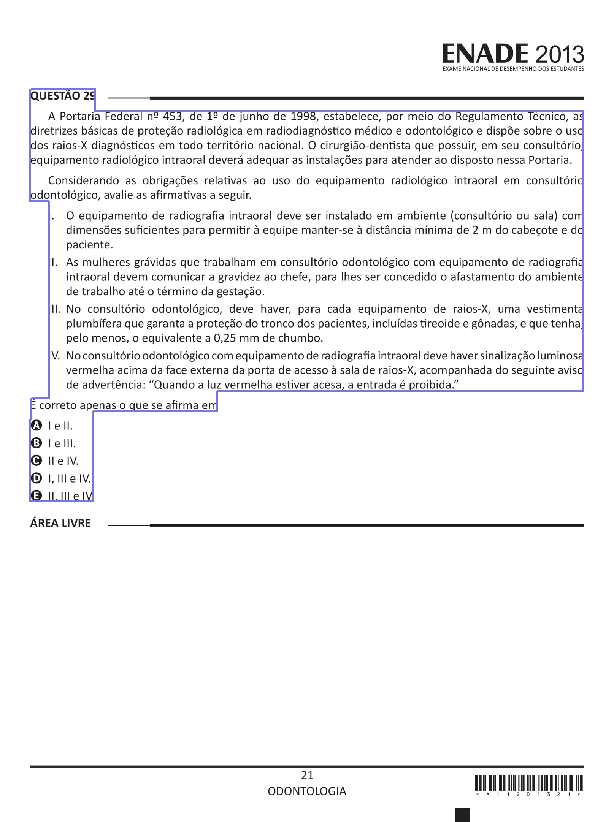 ENADE 2013
EXAME NACIONAL DE DESEMPENHO DOS ESTUDANTES
QUESTÃO 29
A Portaria Federal nº 453, de 1º de junho de 1998, estabelece, por meio do Regulamento Técnico, as
diretrizes básicas de proteção radiológica em radiodiagnóstico médico e odontológico e dispõe sobre o uso
dos raios-X diagnósticos em todo território nacional. O cirurgião-dentista que possuir, em seu consultório,
equipamento radiológico intraoral deverá adequar as instalações para atender ao disposto nessa Portaria.
Considerando as obrigações relativas ao uso do equipamento radiológico intraoral em consultório
odontológico, avalie as afirmativas a seguir.
I. O equipamento de radiografia intraoral deve ser instalado em ambiente (consultório ou sala) com
dimensões suficientes para permitir à equipe manter-se à distância mínima de 2 m do cabeçote e do
paciente.
II. As mulheres grávidas que trabalham em consultório odontológico com equipamento de radiografia
intraoral devem comunicar a gravidez ao chefe, para lhes ser concedido o afastamento do ambiente
de trabalho até o término da gestação.
III. No consultório odontológico, deve haver, para cada equipamento de raios-X, uma vestimenta
plumbífera que garanta a proteção do tronco dos pacientes, incluídas tireoide e gônadas, e que tenha,
pelo menos, o equivalente a 0,25 mm de chumbo.
IV. No consultório odontológico com equipamento de radiografia intraoral deve haver sinalização luminosa
vermelha acima da face externa da porta de acesso à sala de raios-X, acompanhada do seguinte aviso
de advertência: “Quando a luz vermelha estiver acesa, a entrada é proibida.”
É correto apenas o que se afirma em
A I e II.
B I e III.
C II e IV.
D I, III e IV.
E II, III e IV
ÁREA LIVRE
21
ODONTOLOGIA